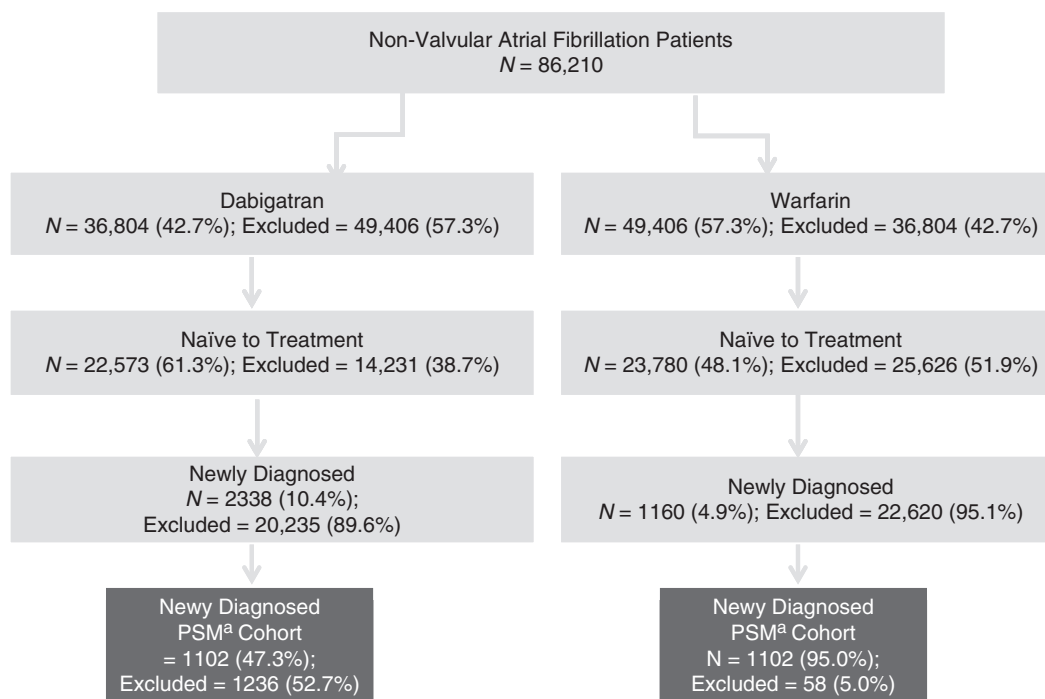 Non-Valvular Atrial Fibrillation Patients
N = 86,210
Dabigatran
N = 36,804 (42.7%); Excluded = 49,406 (57.3%)
Warfarin
N = 49,406 (57.3%); Excluded = 36,804 (42.7%)
Naïve to Treatment
N = 22,573 (61.3%); Excluded = 14,231 (38.7%)
Naïve to Treatment
N = 23,780 (48.1%); Excluded = 25,626 (51.9%)
Newly Diagnosed
N = 2338 (10.4%);
Excluded = 20,235 (89.6%)
Newly Diagnosed
N = 1160 (4.9%); Excluded = 22,620 (95.1%)
Newy Diagnosed
PSMª Cohort
= 1102 (47.3%);
Excluded = 1236 (52.7%)
Newy Diagnosed
PSMª Cohort
N = 1102 (95.0%);
Excluded = 58 (5.0%)